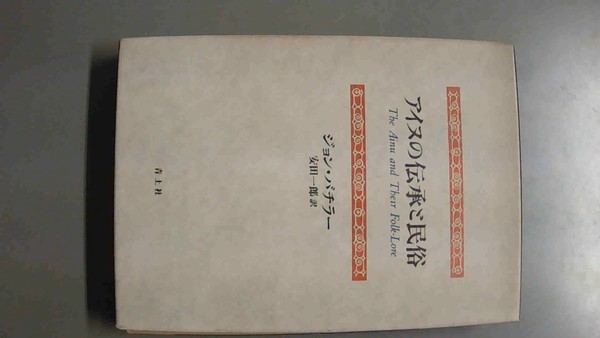 アイヌの伝承と民俗
The Ainu and Their Folk-Lore
ジョン・バチラー
安田一郎訳
青土社